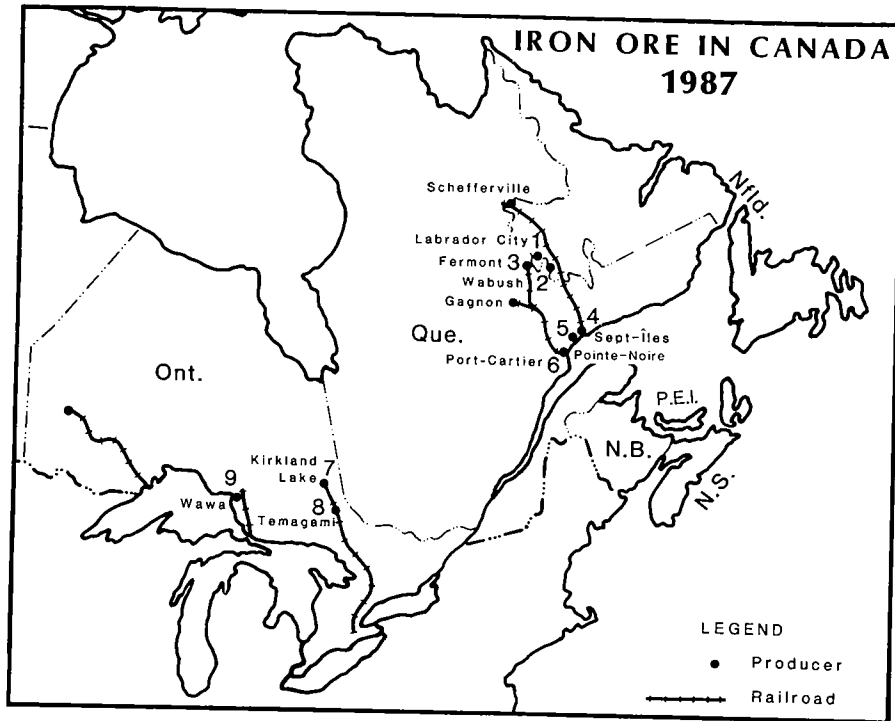 IRON ORE IN CANADA
1987
Nfld.
Schefferville
Labrador City 1
Fermont 3
Wabush 2
Gagnon
Que.
5 4
Sept-Îles
Port-Cartier 6 Pointe-Noire
Ont.
P.E.I.
N.B.
N.S.
Kirkland 7
Lake
9
Wawa
8
Temagami
LEGEND
Producer
Railroad